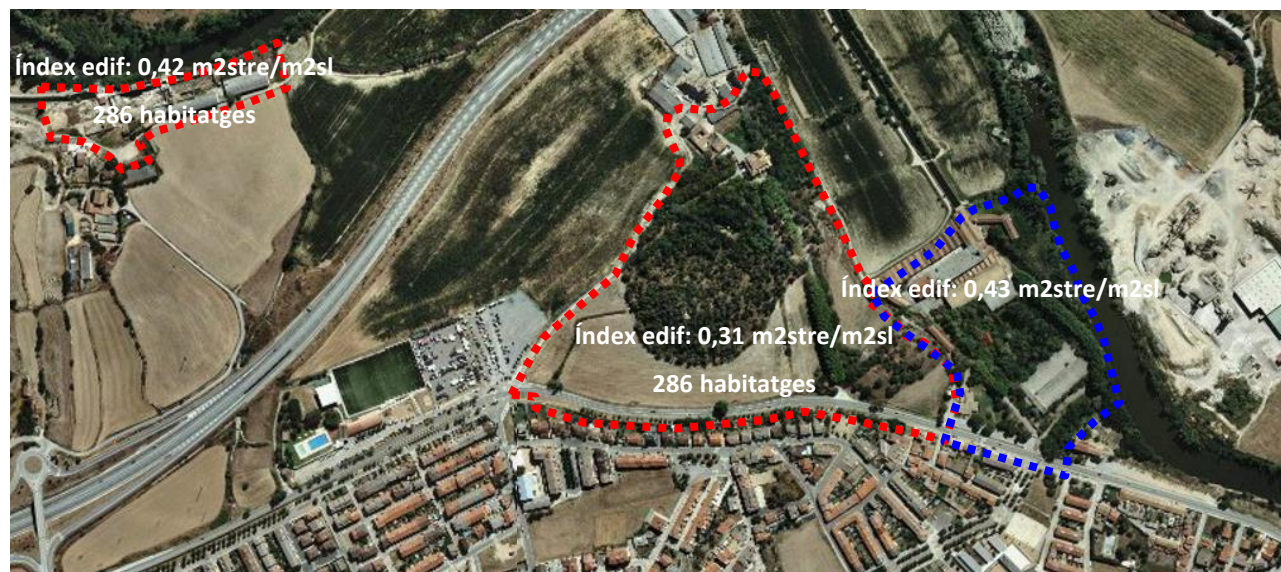 Índex edif: 0,42 m2stre/m2sl
286 habitatges
Índex edif: 0,43 m2stre/m2sl
Índex edif: 0,31 m2stre/m2sl
286 habitatges